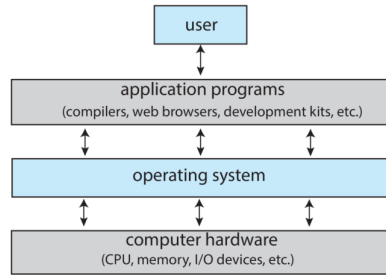 user
application programs
(compilers, web browsers, development kits, etc.)
operating system
computer hardware
(CPU, memory, I/O devices, etc.)